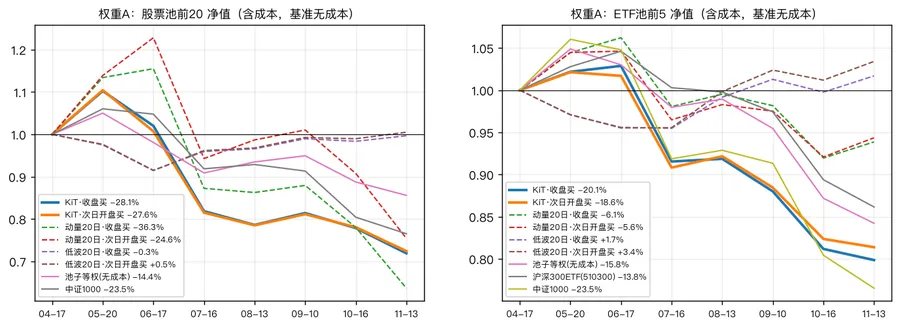 权重A：股票池前20 净值（含成本，基准无成本）
1.2
1.1
1.0
0.9
0.8
0.7
KiT·收盘买 −28.1%
KiT·次日开盘买 −27.6%
动量20日·收盘买 −36.3%
动量20日·次日开盘买 −24.6%
低波20日·收盘买 −0.3%
低波20日·次日开盘买 +0.5%
池子等权(无成本) −14.4%
中证1000 −23.5%
04−17 05−20 06−17 07−16 08−13 09−10 10−16 11−13
权重A：ETF池前5 净值（含成本，基准无成本）
1.05
1.00
0.95
0.90
0.85
0.80
KiT·收盘买 −20.1%
KiT·次日开盘买 −18.6%
动量20日·收盘买 −6.1%
动量20日·次日开盘买 −5.6%
低波20日·收盘买 +1.7%
低波20日·次日开盘买 +3.4%
池子等权(无成本) −15.8%
沪深300ETF(510300) −13.8%
中证1000 −23.5%
04−17 05−20 06−17 07−16 08−13 09−10 10−16 11−13